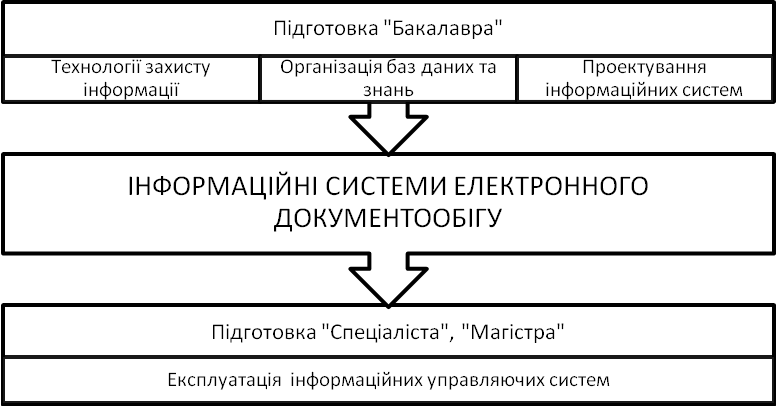 Підготовка "Бакалавра"
Технології захисту
інформації
Організація баз даних та
знань
Проектування
інформаційних систем
ІНФОРМАЦІЙНІ СИСТЕМИ ЕЛЕКТРОННОГО
ДОКУМЕНТООБІГУ
Підготовка "Спеціаліста", "Магістра"
Експлуатація інформаційних управляючих систем